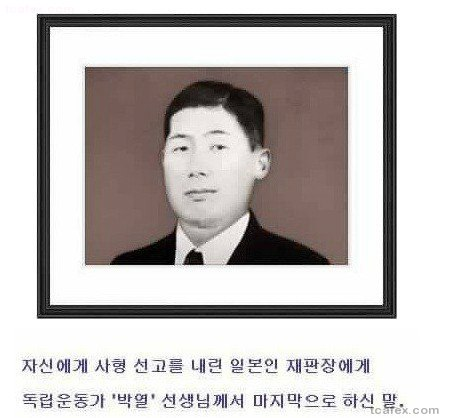 자신에게 사형 선고를 내린 일본인 재판장에게
독립운동가 '박열' 선생님께서 마지막으로 하신 말.
tcafex.com